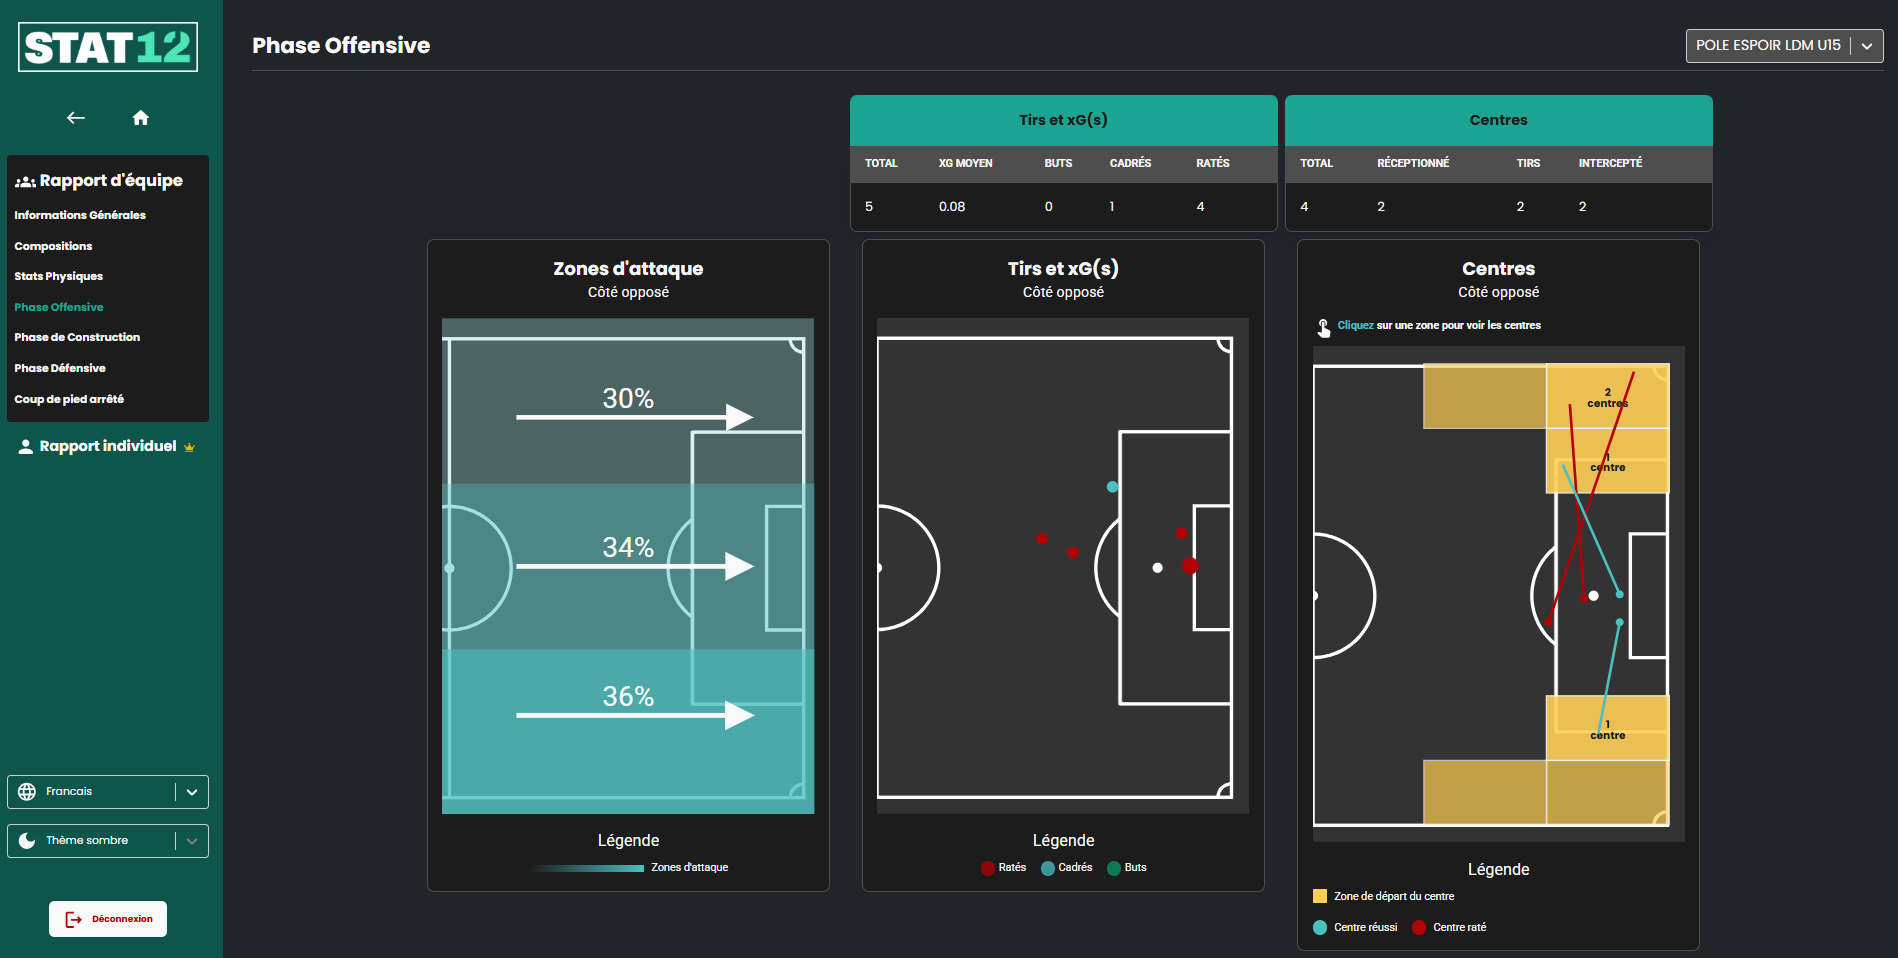 STAT12
Rapport d'équipe
Informations Générales
Compositions
Stats Physiques
Phase Offensive
Phase de Construction
Phase Défensive
Coup de pied arrêté
Rapport individuel
Francais
Thème sombre
Déconnexion
Phase Offensive
POLE ESPOIR LDM U15
Tirs et xG(s)
TOTAL XG MOYEN BUTS CADRÉS RATÉS
5 0.08 0 1 4
Centres
TOTAL RÉCEPTIONNÉ TIRS INTERCEPTÉ
4 2 2 2
Zones d'attaque
Côté opposé
30%
34%
36%
Légende
Zones d'attaque
Tirs et xG(s)
Côté opposé
Légende
Ratés Cadrés Buts
Centres
Côté opposé
Cliquez sur une zone pour voir les centres
2
centres
1
centre
1
centre
Légende
Zone de départ du centre
Centre réussi Centre raté